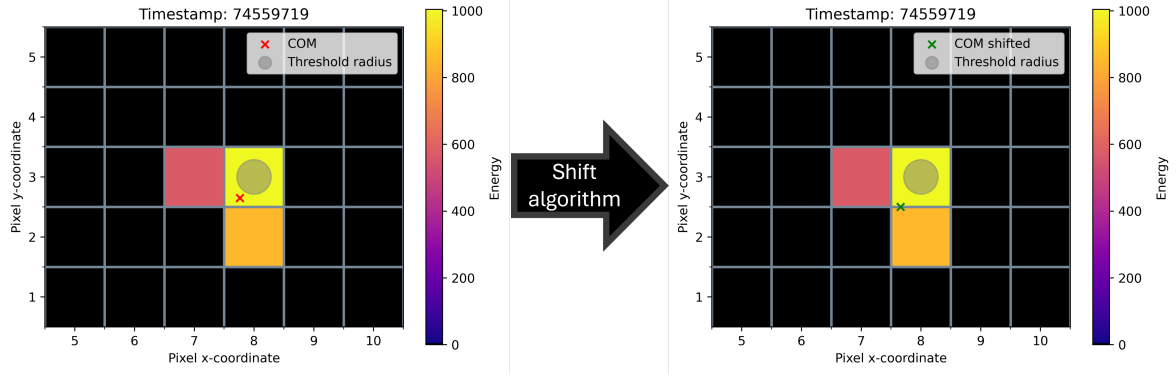 Timestamp: 74559719
COM
Threshold radius
5
4
3
2
1
5 6 7 8 9 10
Pixel x-coordinate
Pixel y-coordinate
1000
800
600
400
200
0
Energy
Shift
algorithm
Timestamp: 74559719
COM shifted
Threshold radius
5
4
3
2
1
5 6 7 8 9 10
Pixel x-coordinate
Pixel y-coordinate
1000
800
600
400
200
0
Energy